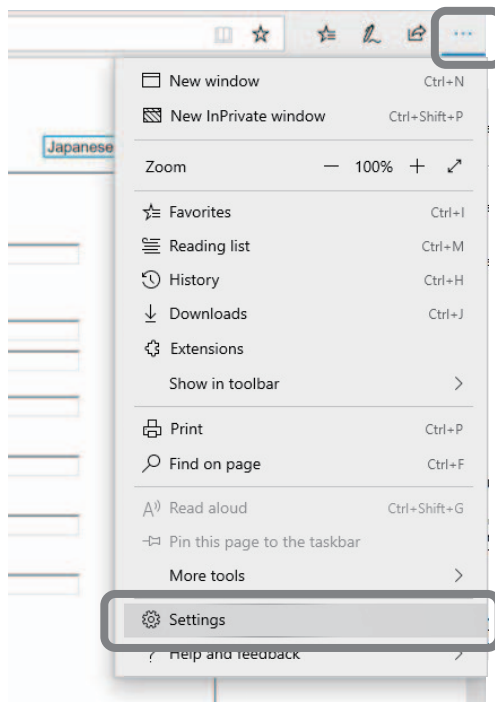 New window Ctrl+N
New InPrivate window Ctrl+Shift+P
Japanese
Zoom — 100% +
Favorites Ctrl+I
Reading list Ctrl+M
History Ctrl+H
Downloads Ctrl+J
Extensions
Show in toolbar >
Print Ctrl+P
Find on page Ctrl+F
Read aloud Ctrl+Shift+G
Pin this page to the taskbar
More tools >
Settings
? Help and feedback >